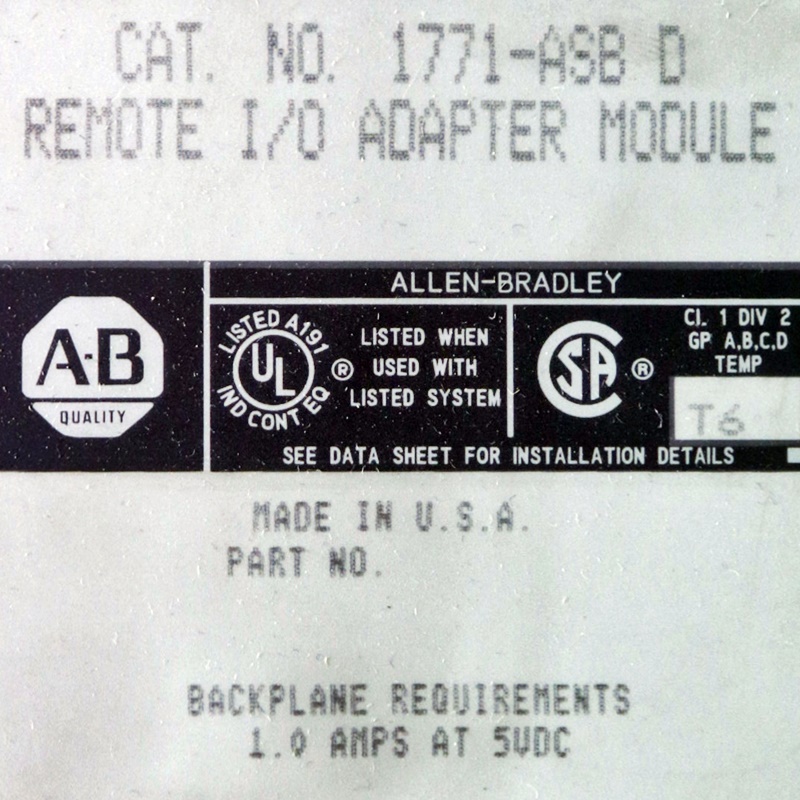 CAT. NO. 1771-ASB D
REMOTE I/O ADAPTER MODULE
ALLEN-BRADLEY
A·B
QUALITY
LISTED A191
UL ®
IND CONT EQ
LISTED WHEN
USED WITH
LISTED SYSTEM
SA ®
CL. 1 DIV 2
GP A,B,C,D
TEMP
T6
SEE DATA SHEET FOR INSTALLATION DETAILS
MADE IN U.S.A.
PART NO.
BACKPLANE REQUIREMENTS
1.0 AMPS AT 5VDC